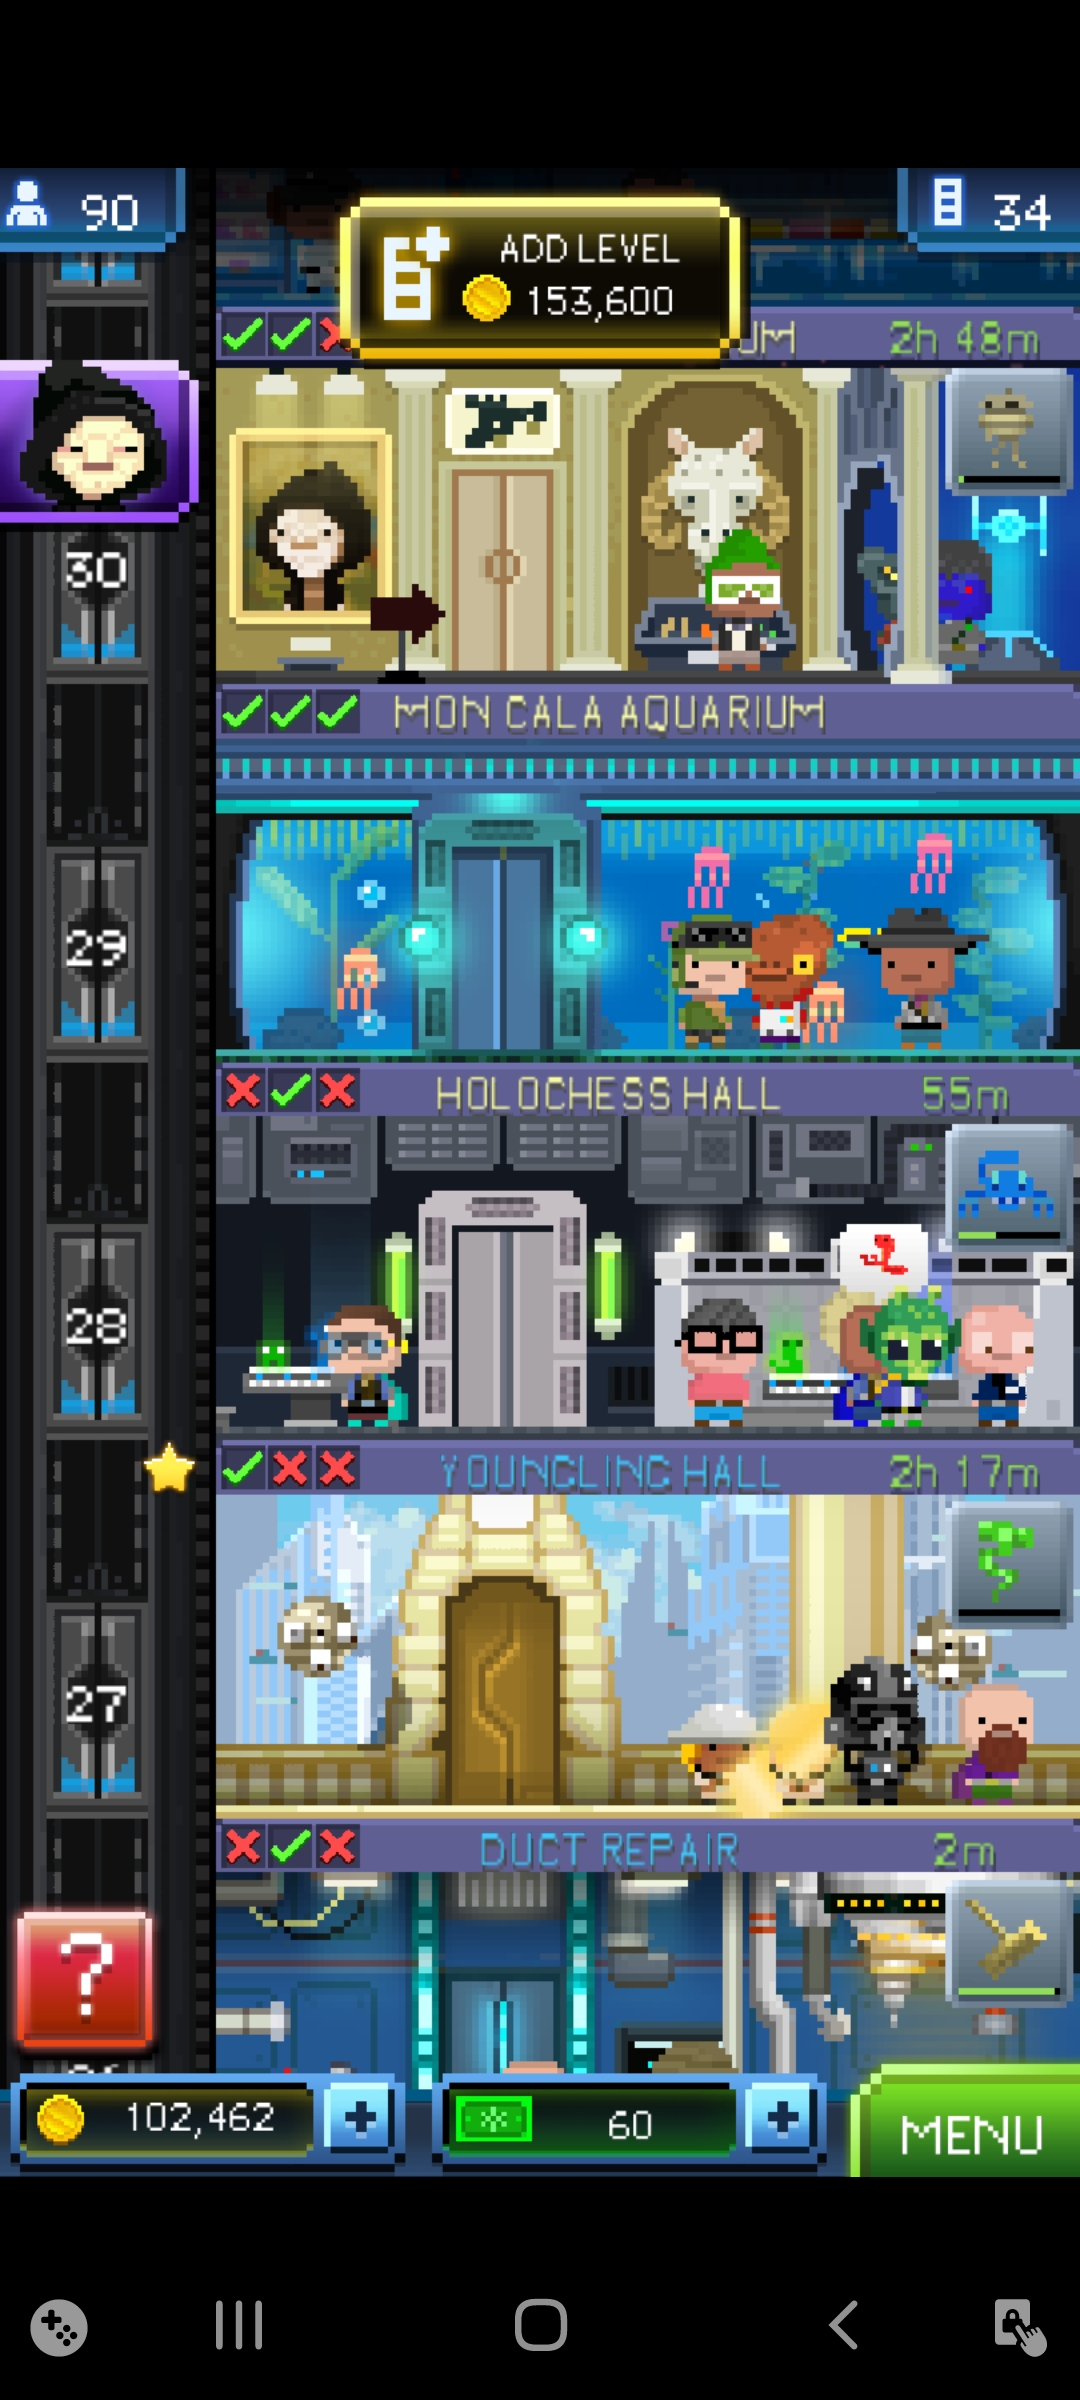 90
ADD LEVEL
153,600
34
UM 2h 48m
30
MON CALA AQUARIUM
29
HOLOCHESS HALL 55m
28
YOUNGLING HALL 2h 17m
27
DUCT REPAIR 2m
?
102,462 + 60 + MENU